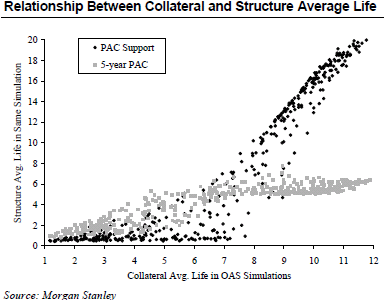 Relationship Between Collateral and Structure Average Life
Structure Avg. Life in Same Simulation
20
18
16
14
12
10
8
6
4
2
0
PAC Support
5-year PAC
1 2 3 4 5 6 7 8 9 10 11 12
Collateral Avg. Life in OAS Simulations
Source: Morgan Stanley